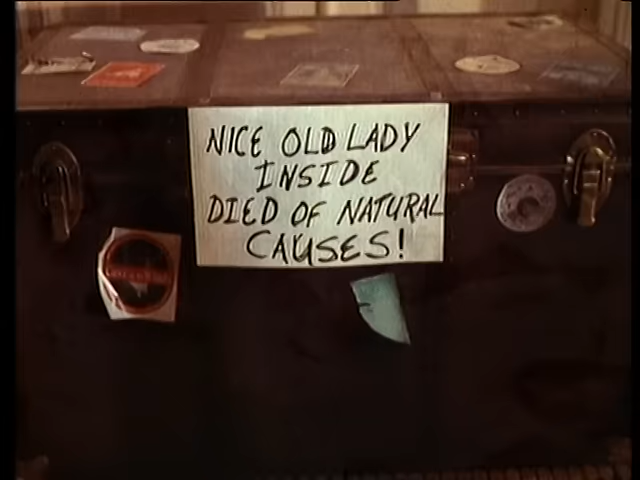 NICE OLD LADY
INSIDE
DIED OF NATURAL
CAUSES!